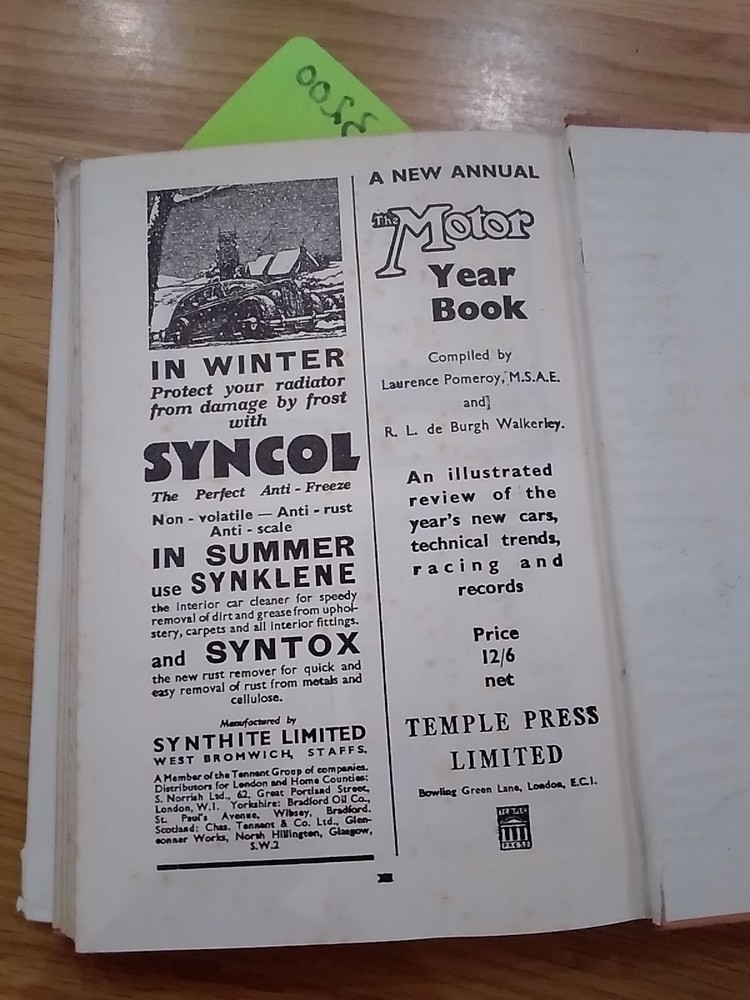 IN WINTER
Protect your radiator
from damage by frost
with
SYNCOL
The Perfect Anti-Freeze
Non-volatile — Anti-rust
Anti-scale
IN SUMMER
use SYNKLENE
the interior car cleaner for speedy
removal of dirt and grease from uphol-
stery, carpets and all interior fittings.
and SYNTOX
the new rust remover for quick and
easy removal of rust from metals and
cellulose.
Manufactured by
SYNTHITE LIMITED
WEST BROMWICH, STAFFS.
A Member of the Tennant Group of companies.
Distributors for London and Home Counties:
S. Norrish Ltd., 62, Great Portland Street,
London, W.1. Yorkshire: Bradford Oil Co.,
St. Paul's Avenue, Wibsey, Bradford.
Scotland: Chas. Tennant & Co. Ltd., Glen-
conner Works, North Hillington, Glasgow,
S.W.2
A NEW ANNUAL
The Motor
Year
Book
Compiled by
Laurence Pomeroy, M.S.A.E.
and
R. L. de Burgh Walkerley.
An illustrated
review of the
year's new cars,
technical trends,
racing and
records
Price
12/6
net
TEMPLE PRESS
LIMITED
Bowling Green Lane, London, E.C.1.
TEMPLE
PRESS